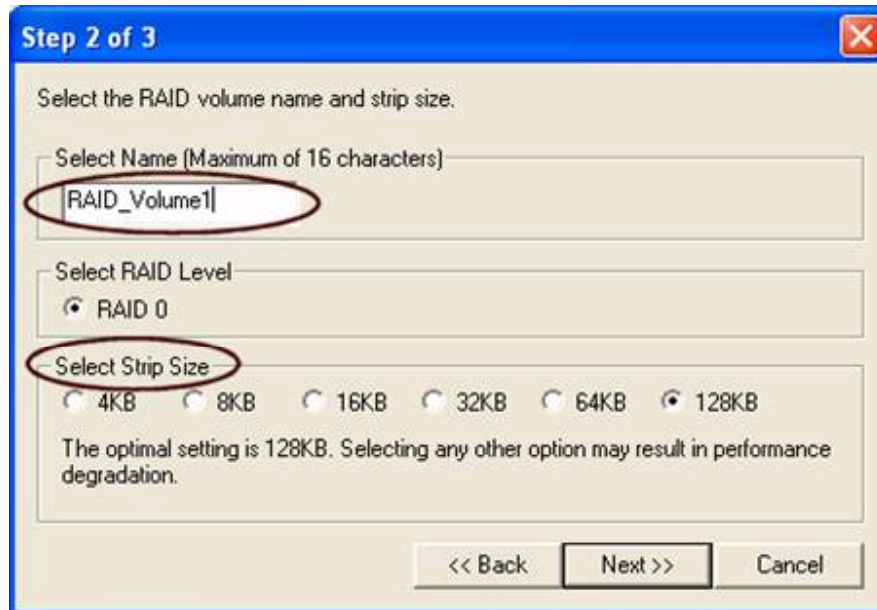 Step 2 of 3
Select the RAID volume name and strip size.
Select Name (Maximum of 16 characters)
RAID_Volume1
Select RAID Level
RAID 0
Select Strip Size
4KB 8KB 16KB 32KB 64KB 128KB
The optimal setting is 128KB. Selecting any other option may result in performance
degradation.
<< Back Next >> Cancel